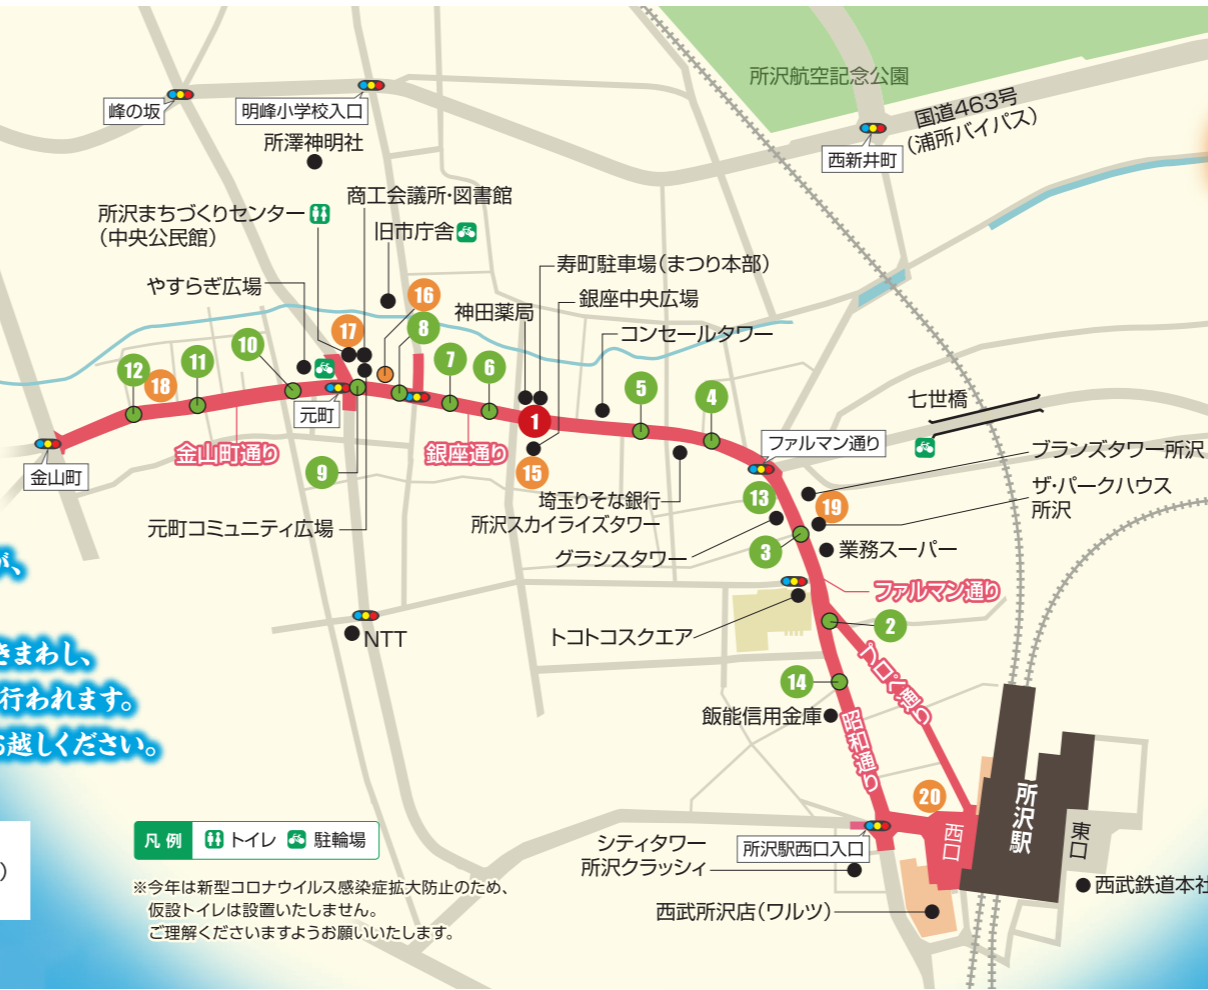 所沢航空記念公園
国道463号
（浦所バイパス）
峰の坂
明峰小学校入口
西新井町
所澤神明社
商工会議所・図書館
所沢まちづくりセンター
（中央公民館）
旧市庁舎
寿町駐車場（まつり本部）
やすらぎ広場
銀座中央広場
神田薬局
コンセールタワー
16
17
8
10
7
6
11
12
18
5
4
七世橋
1
元町
ファルマン通り
金山町通り
銀座通り
金山町
9
15
埼玉りそな銀行
13
19
ブランズタワー所沢
ザ・パークハウス
所沢
元町コミュニティ広場
所沢スカイライズタワー
グラシスタワー
3
業務スーパー
ファルマン通り
が、
NTT
トコトコスクエア
2
プロペ通り
きまわし、
行われます。
お越しください。
14
飯能信用金庫
昭和通り
20
所沢駅
西口
東口
凡例
トイレ
駐輪場
シティタワー
所沢クラッシィ
所沢駅西口入口
西武鉄道本社
西武所沢店（ワルツ）
）
※今年は新型コロナウイルス感染症拡大防止のため、
仮設トイレは設置いたしません。
ご理解くださいますようお願いいたします。